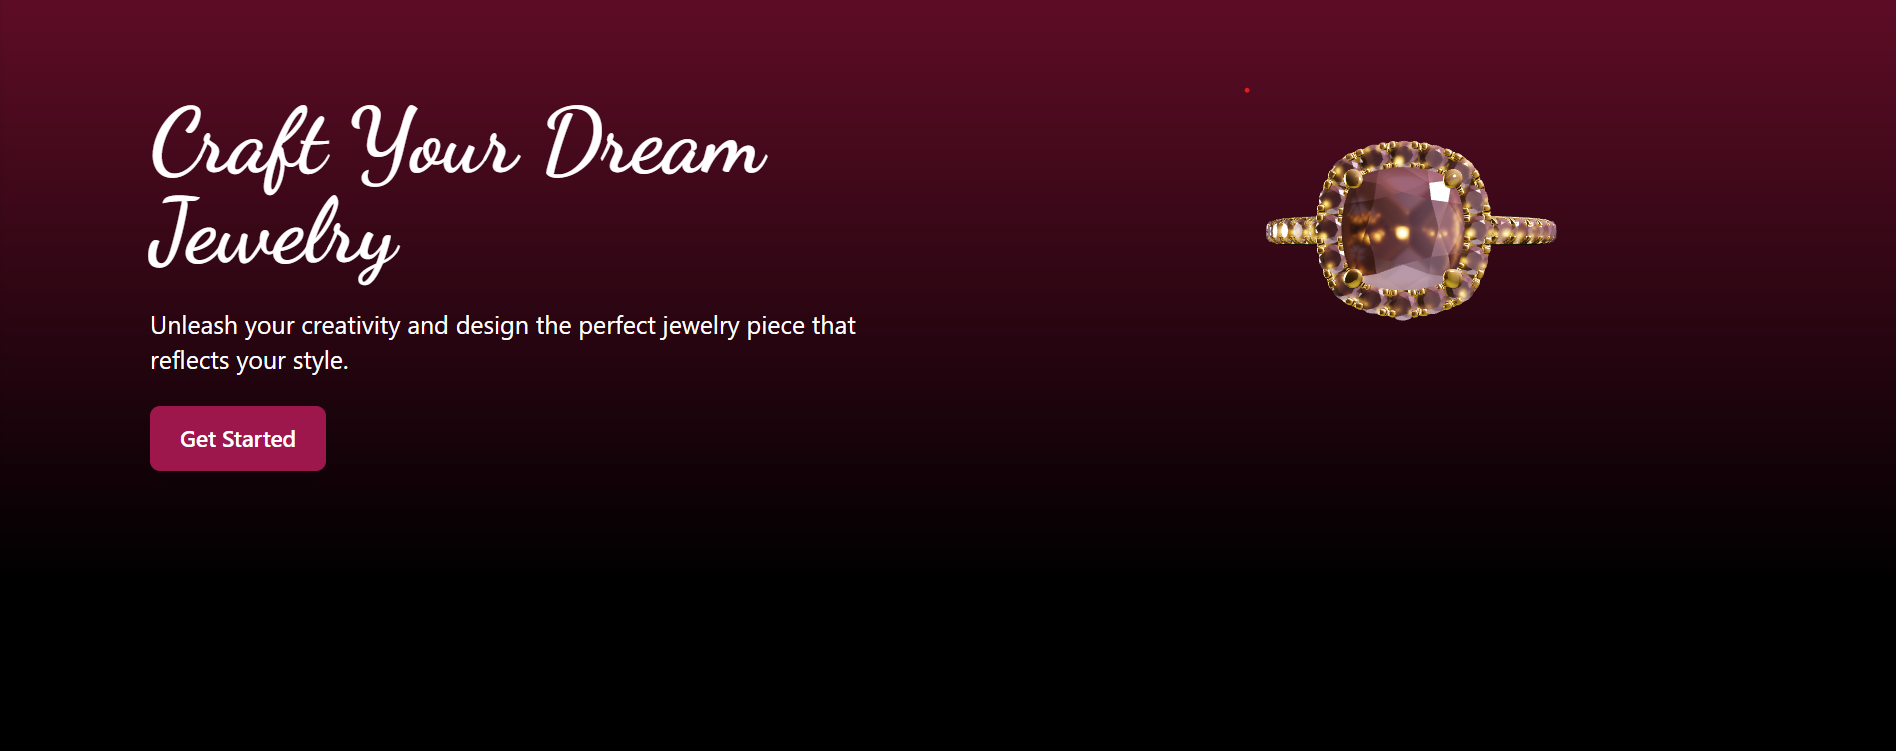 Craft Your Dream
Jewelry
Unleash your creativity and design the perfect jewelry piece that
reflects your style.
Get Started